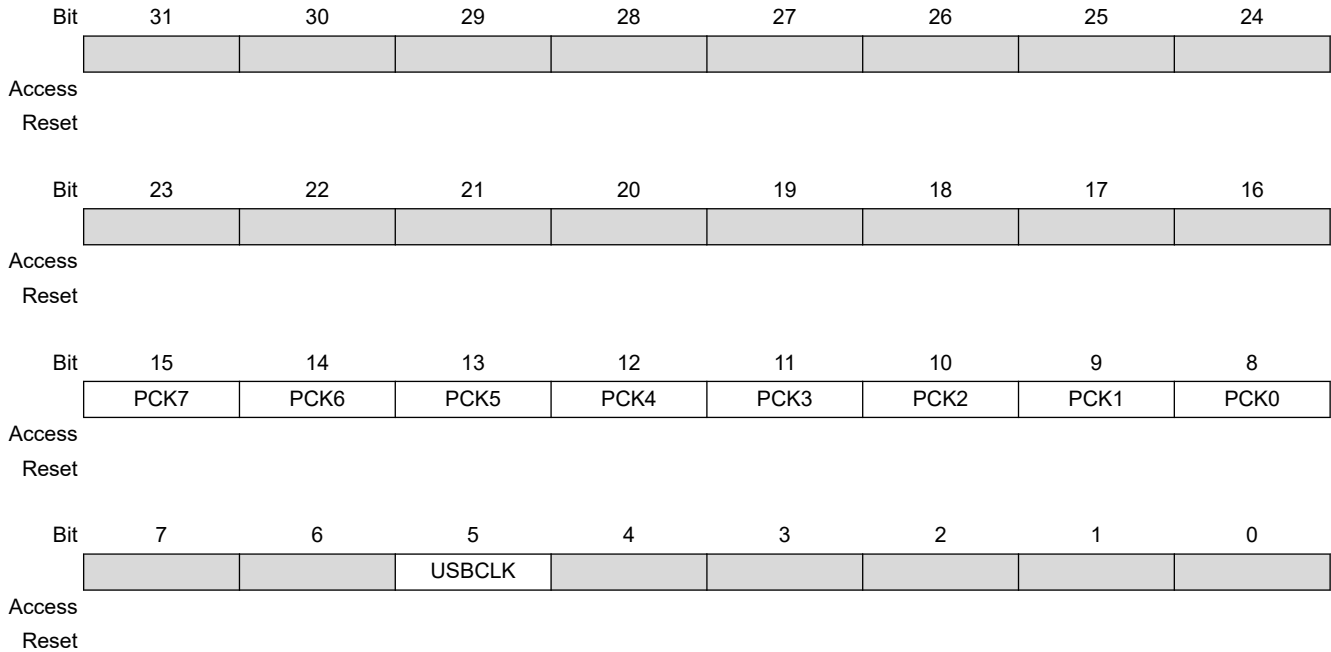 Bit 31 30 29 28 27 26 25 24
Access
Reset
Bit 23 22 21 20 19 18 17 16
Access
Reset
Bit 15 14 13 12 11 10 9 8
PCK7 PCK6 PCK5 PCK4 PCK3 PCK2 PCK1 PCK0
Access
Reset
Bit 7 6 5 4 3 2 1 0
USBCLK
Access
Reset